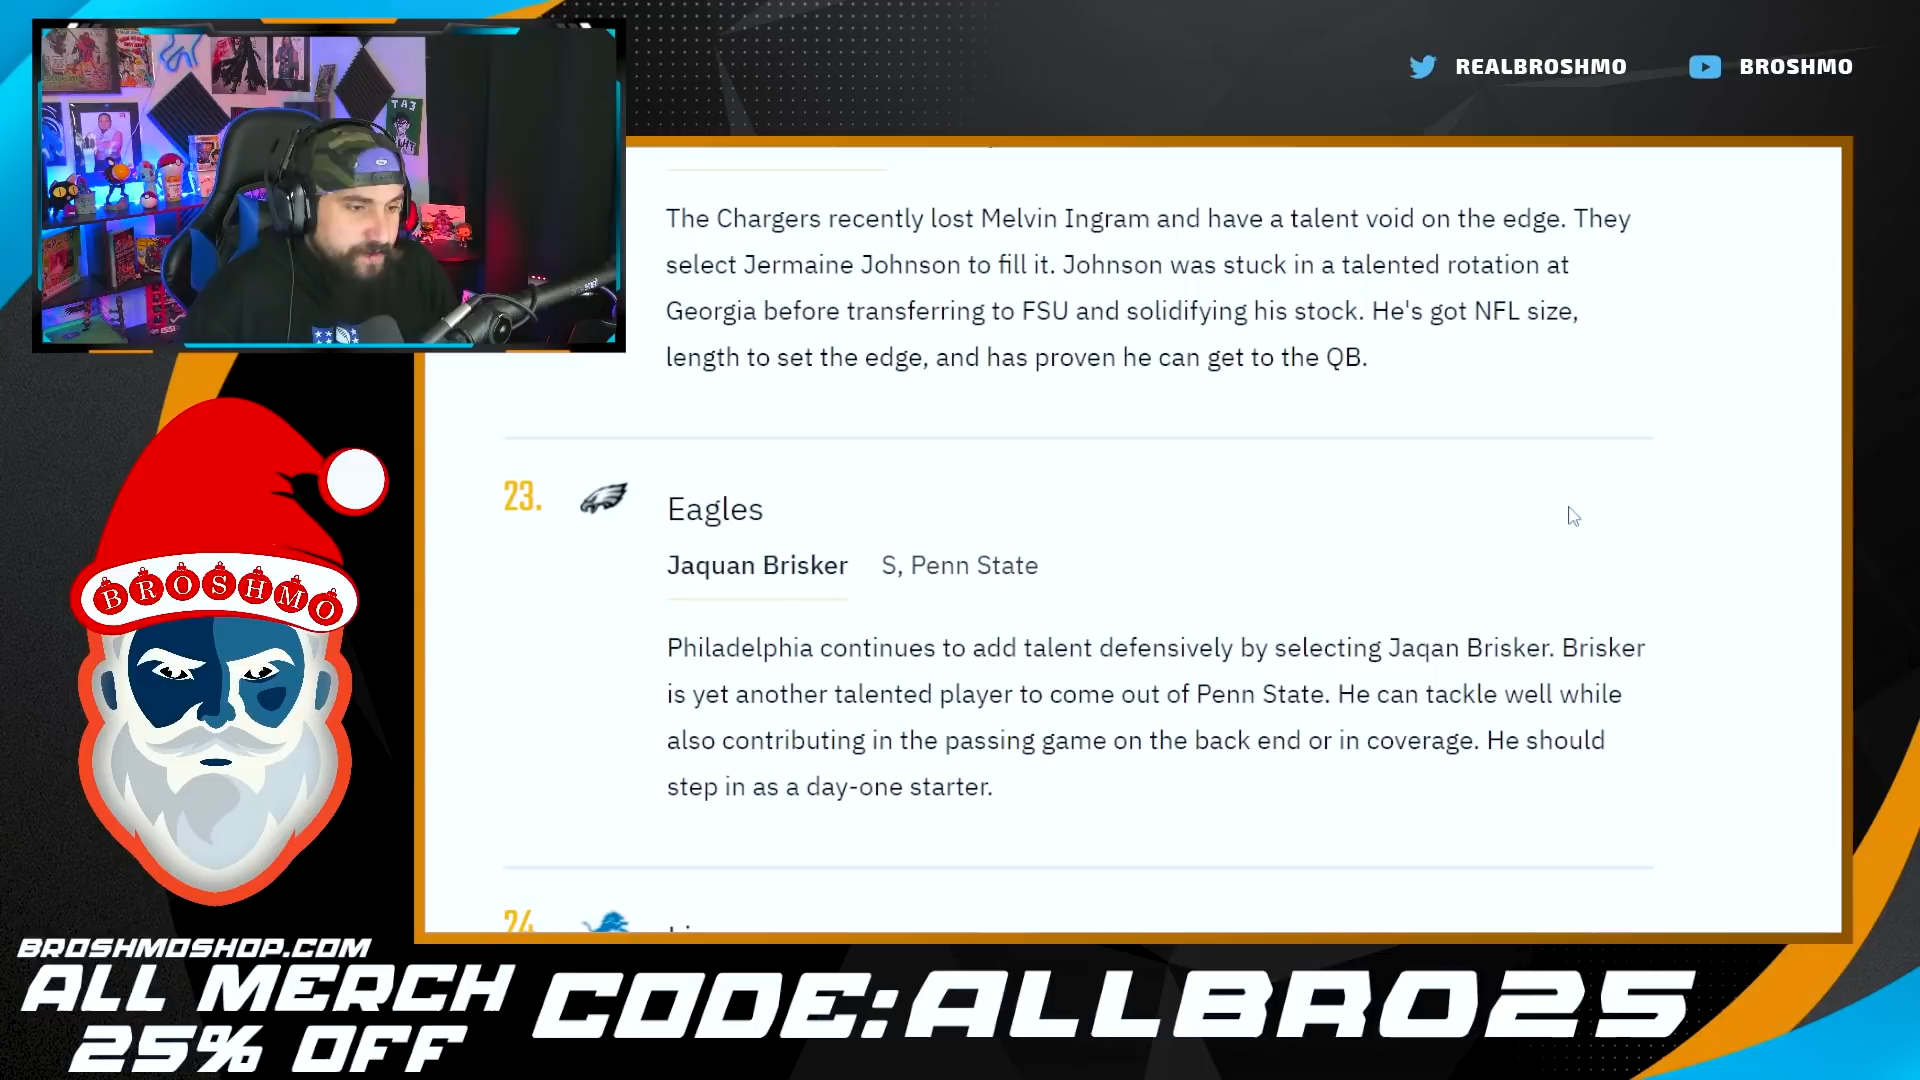 REALBROSHMO
BROSHMO
EAT
The Chargers recently lost Melvin Ingram and have a talent void on the edge. They
select Jermaine Johnson to fill it. Johnson was stuck in a talented rotation at
Georgia before transferring to FSU and solidifying his stock. He's got NFL size,
length to set the edge, and has proven he can get to the QB.
23.
Eagles
Jaquan Brisker S, Penn State
Philadelphia continues to add talent defensively by selecting Jaqan Brisker. Brisker
is yet another talented player to come out of Penn State. He can tackle well while
also contributing in the passing game on the back end or in coverage. He should
step in as a day-one starter.
24
BROSHMO
BROSHMOSHOP.COM
ALL MERCH
25% OFF
CODE:ALLBRO25